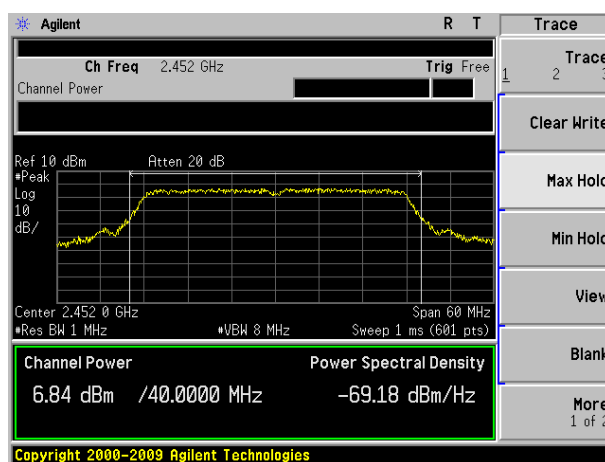 Agilent R T Trace
Ch Freq 2.452 GHz Trig Free
Channel Power
Trace
1 2 3
Clear Write
Max Hold
Min Hold
View
Blank
More
1 of 2
Ref 10 dBm Atten 20 dB
#Peak
Log
10
dB/
Center 2.452 0 GHz Span 60 MHz
#Res BW 1 MHz #VBW 8 MHz Sweep 1 ms (601 pts)
Channel Power Power Spectral Density
6.84 dBm /40.0000 MHz -69.18 dBm/Hz
Copyright 2000-2009 Agilent Technologies